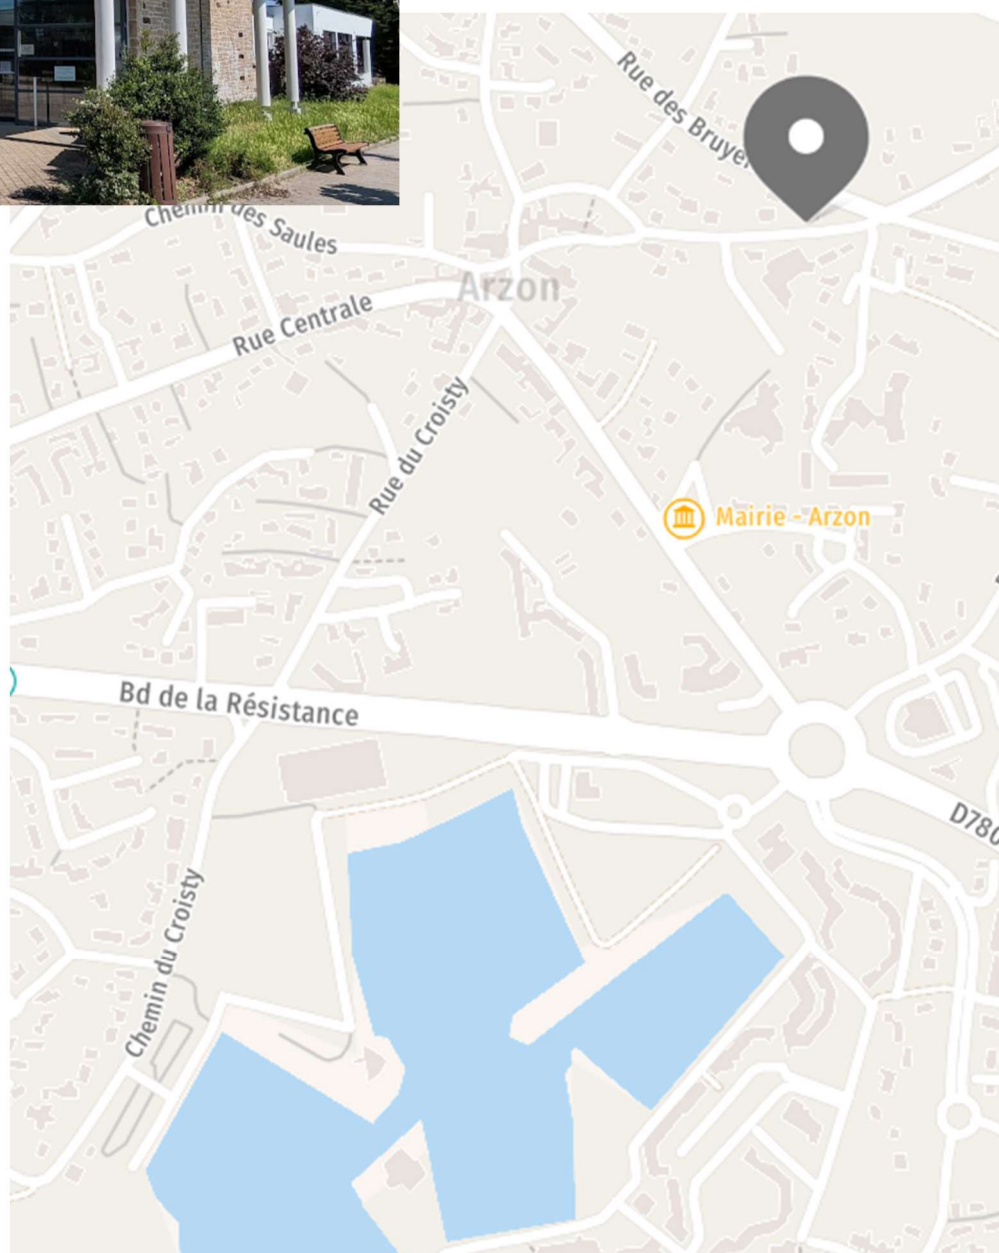 Rue des Bruyer
Chemin des Saules
Arzon
Rue Centrale
Rue du Croisty
Mairie - Arzon
Bd de la Résistance
D780
Chemin du Croisty